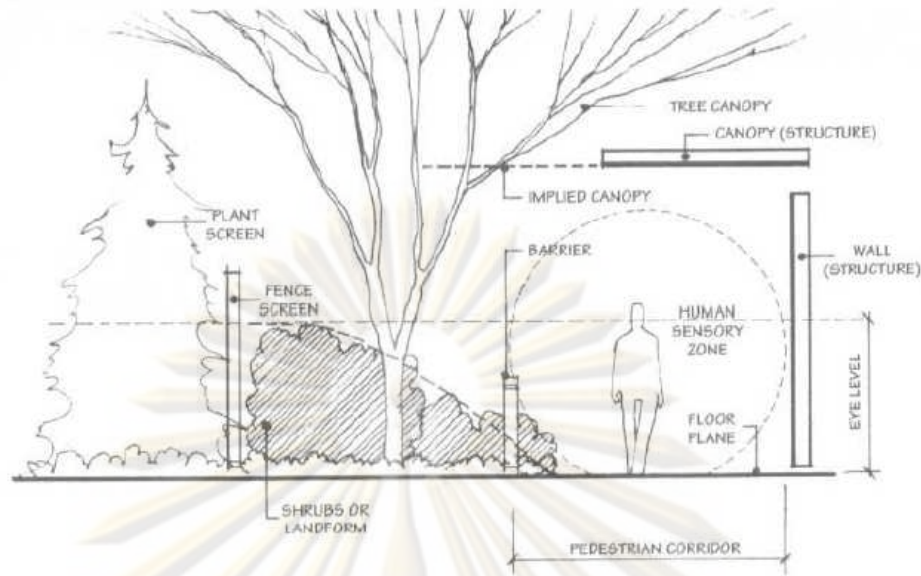 TREE CANOPY
CANOPY (STRUCTURE)
IMPLIED CANOPY
PLANT
SCREEN
BARRIER
WALL
(STRUCTURE)
FENCE
SCREEN
HUMAN
SENSORY
ZONE
EYE LEVEL
FLOOR
PLANE
SHRUBS OR
LANDFORM
PEDESTRIAN CORRIDOR